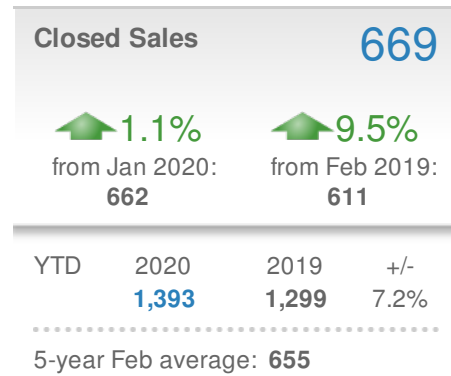 Closed Sales 669
1.1% 9.5%
from Jan 2020: from Feb 2019:
662 611
YTD 2020 2019 +/-
1,393 1,299 7.2%
5-year Feb average: 655